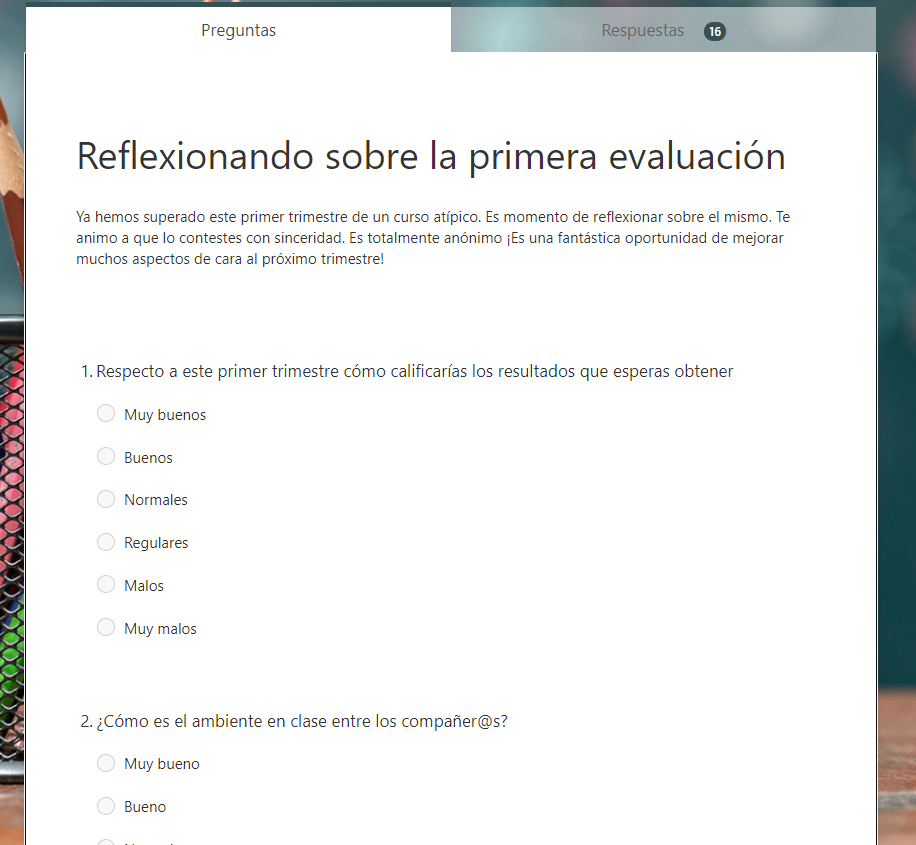 Preguntas
Respuestas 16
Reflexionando sobre la primera evaluación
Ya hemos superado este primer trimestre de un curso atípico. Es momento de reflexionar sobre el mismo. Te
animo a que lo contestes con sinceridad. Es totalmente anónimo ¡Es una fantástica oportunidad de mejorar
muchos aspectos de cara al próximo trimestre!
1. Respecto a este primer trimestre cómo calificarías los resultados que esperas obtener
Muy buenos
Buenos
Normales
Regulares
Malos
Muy malos
2. ¿Cómo es el ambiente en clase entre los compañer@s?
Muy bueno
Bueno